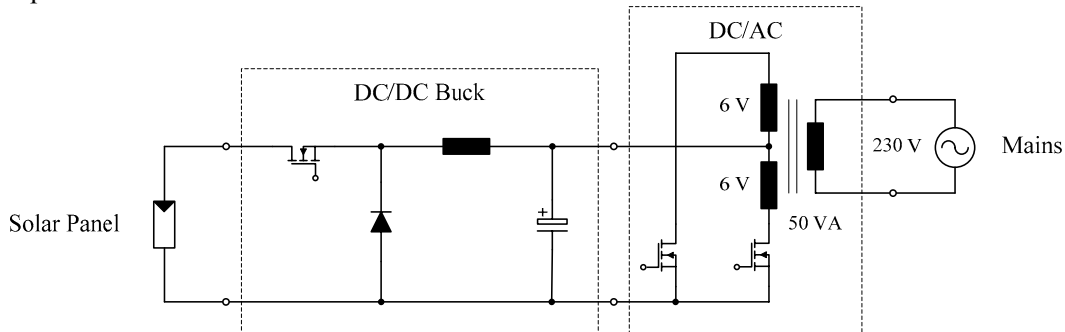 DC/AC
DC/DC Buck
6 V
6 V
230 V
Mains
Solar Panel
+
50 VA